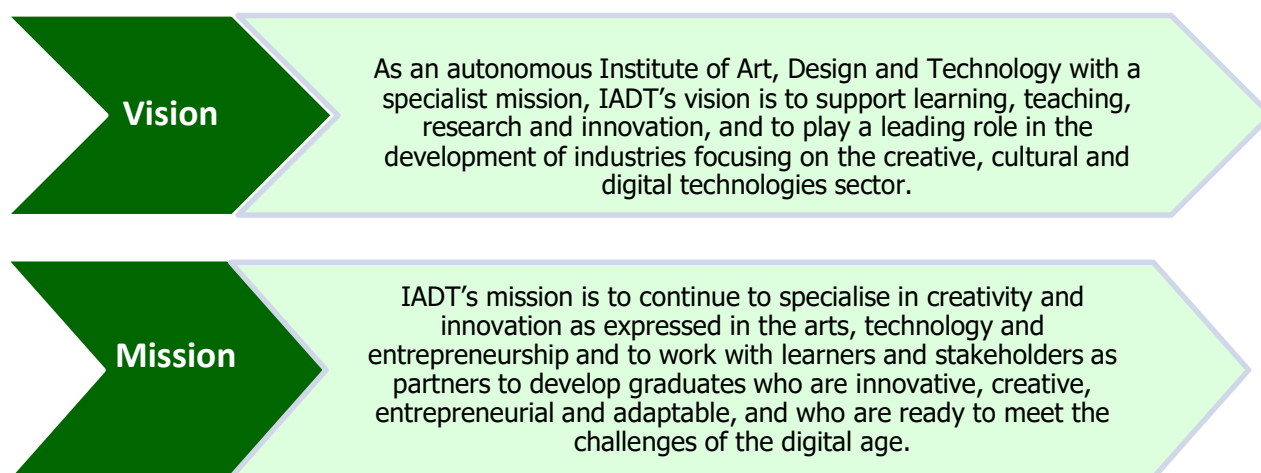 Vision
As an autonomous Institute of Art, Design and Technology with a
specialist mission, IADT’s vision is to support learning, teaching,
research and innovation, and to play a leading role in the
development of industries focusing on the creative, cultural and
digital technologies sector.
Mission
IADT’s mission is to continue to specialise in creativity and
innovation as expressed in the arts, technology and
entrepreneurship and to work with learners and stakeholders as
partners to develop graduates who are innovative, creative,
entrepreneurial and adaptable, and who are ready to meet the
challenges of the digital age.